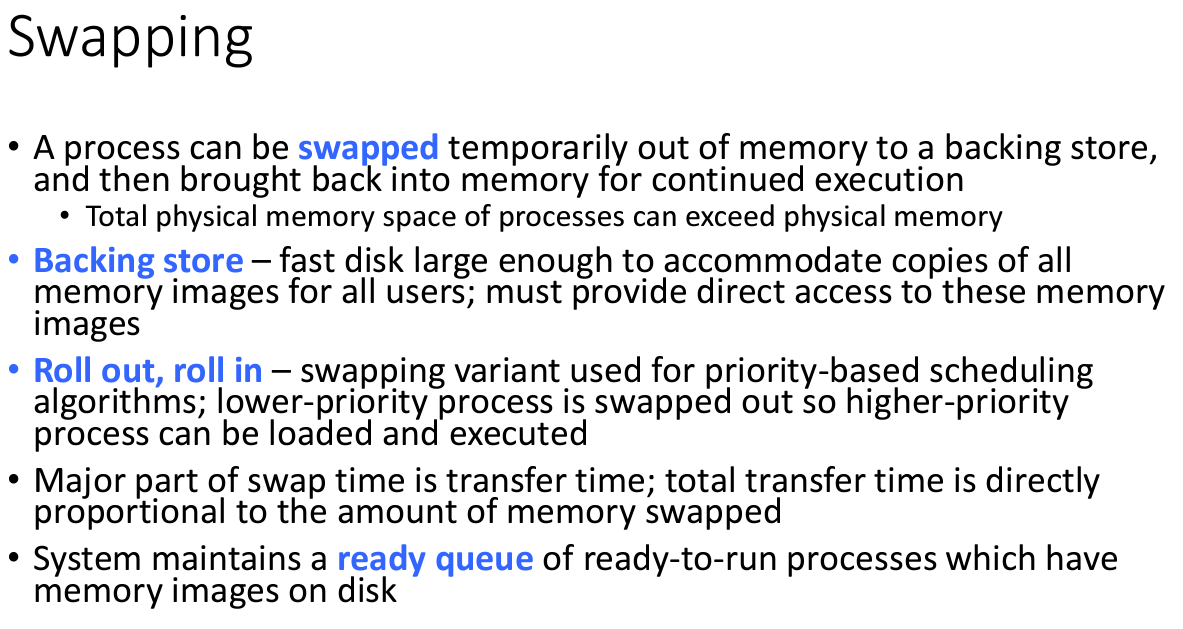 Swapping
• A process can be swapped temporarily out of memory to a backing store,
and then brought back into memory for continued execution
• Total physical memory space of processes can exceed physical memory
• Backing store – fast disk large enough to accommodate copies of all
memory images for all users; must provide direct access to these memory
images
• Roll out, roll in – swapping variant used for priority-based scheduling
algorithms; lower-priority process is swapped out so higher-priority
process can be loaded and executed
• Major part of swap time is transfer time; total transfer time is directly
proportional to the amount of memory swapped
• System maintains a ready queue of ready-to-run processes which have
memory images on disk